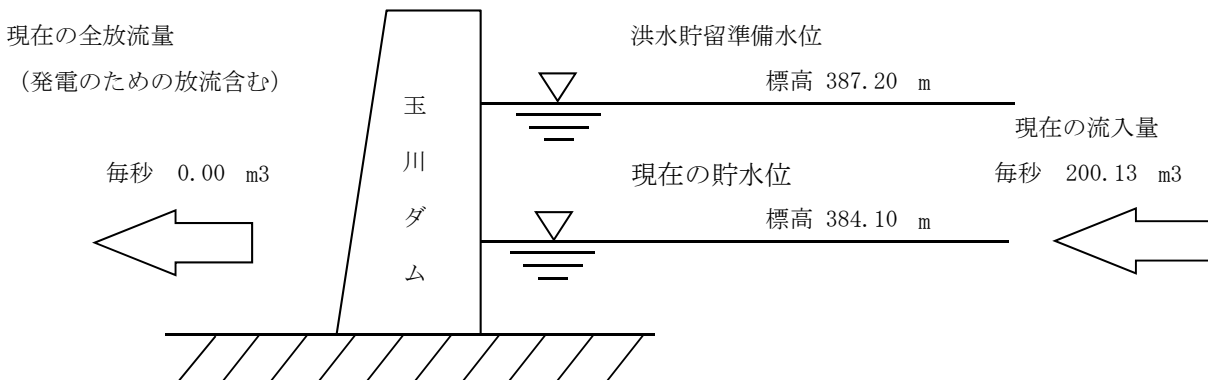 現在の全放流量
（発電のための放流含む）
毎秒 0.00 m3
玉川ダム
洪水貯留準備水位
標高 387.20 m
現在の貯水位
標高 384.10 m
現在の流入量
毎秒 200.13 m3